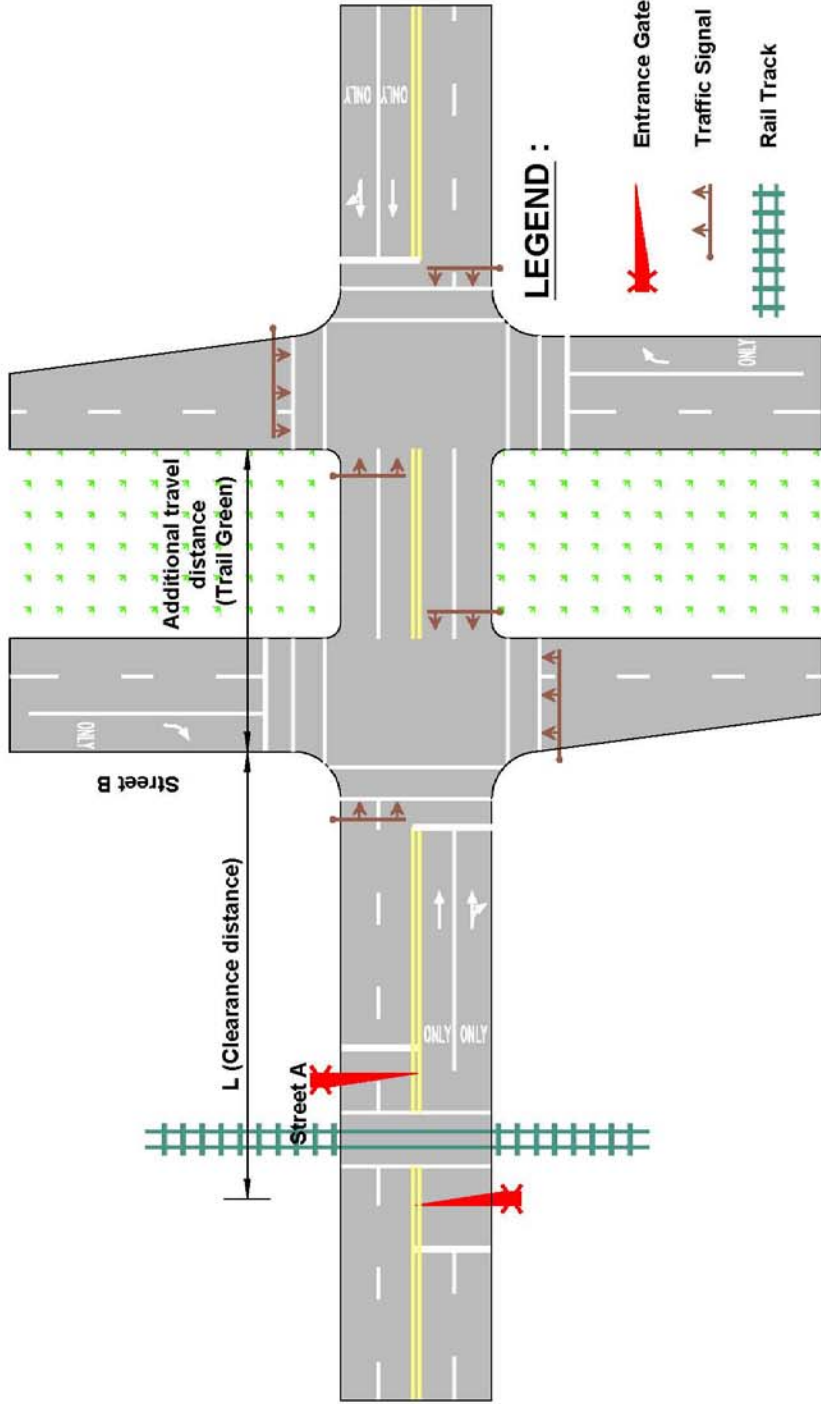 Additional travel
distance
(Trail Green)
Street B
L (Clearance distance)
Street A
ONLY
ONLY
ONLY
ONLY
ONLY
ONLY
LEGEND :
Entrance Gate
Traffic Signal
Rail Track